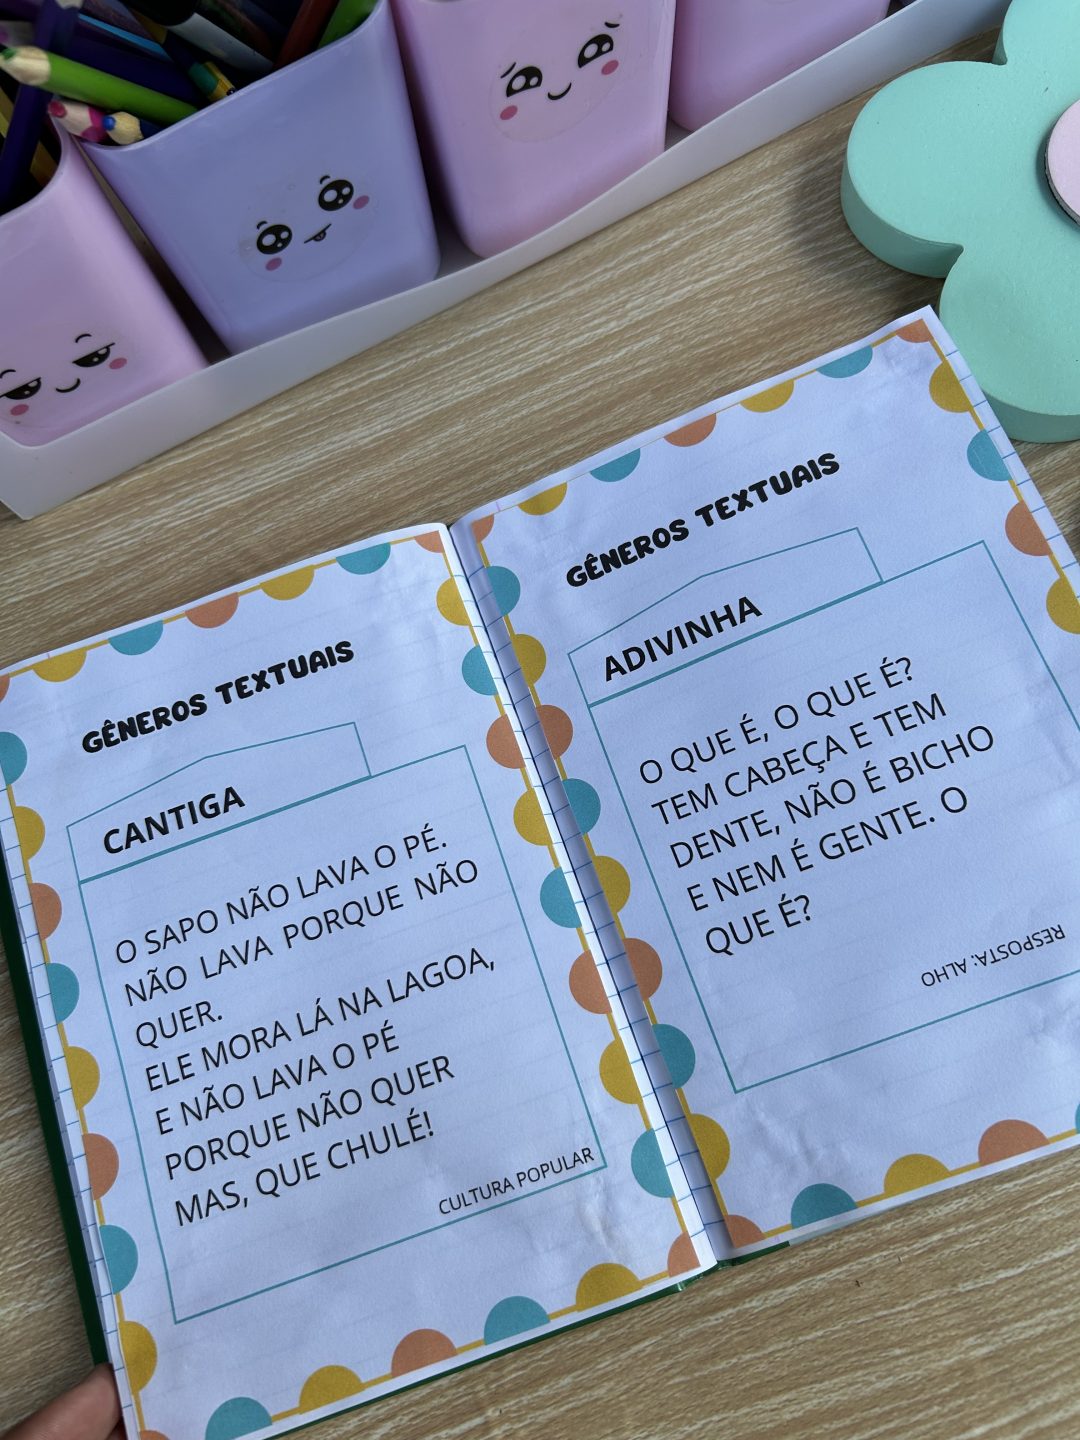 GÊNEROS TEXTUAIS
CANTIGA
O SAPO NÃO LAVA O PÉ.
NÃO LAVA PORQUE NÃO
QUER.
ELE MORA LÁ NA LAGOA,
E NÃO LAVA O PÉ
PORQUE NÃO QUER
MAS, QUE CHULÉ!
CULTURA POPULAR
GÊNEROS TEXTUAIS
ADIVINHA
O QUE É, O QUE É?
TEM CABEÇA E TEM
DENTE, NÃO É BICHO
E NEM É GENTE. O
QUE É?
RESPOSTA: ALHO